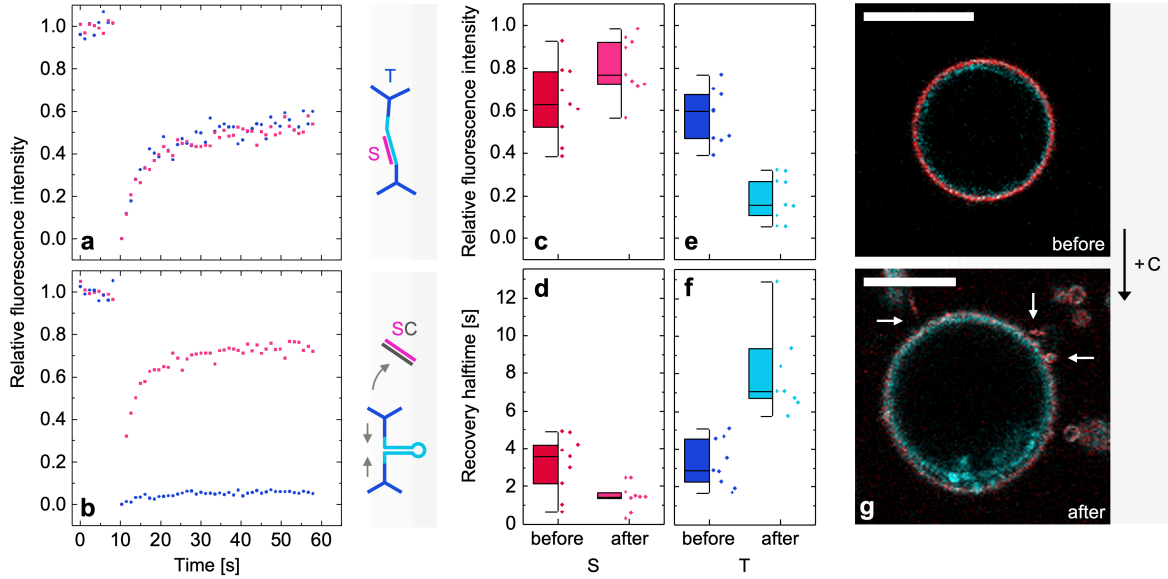 Relative fluorescence intensity
1.0
0.8
0.6
0.4
0.2
0.0
a
T
S
1.0
0.8
0.6
0.4
0.2
0.0
b
0 10 20 30 40 50 60
Time [s]
SC
Relative fluorescence intensity
1.0
0.8
0.6
0.4
0.2
0.0
c
e
Recovery halftime [s]
12
10
8
6
4
2
0
d
f
before after before after
S T
before
+C
g
after